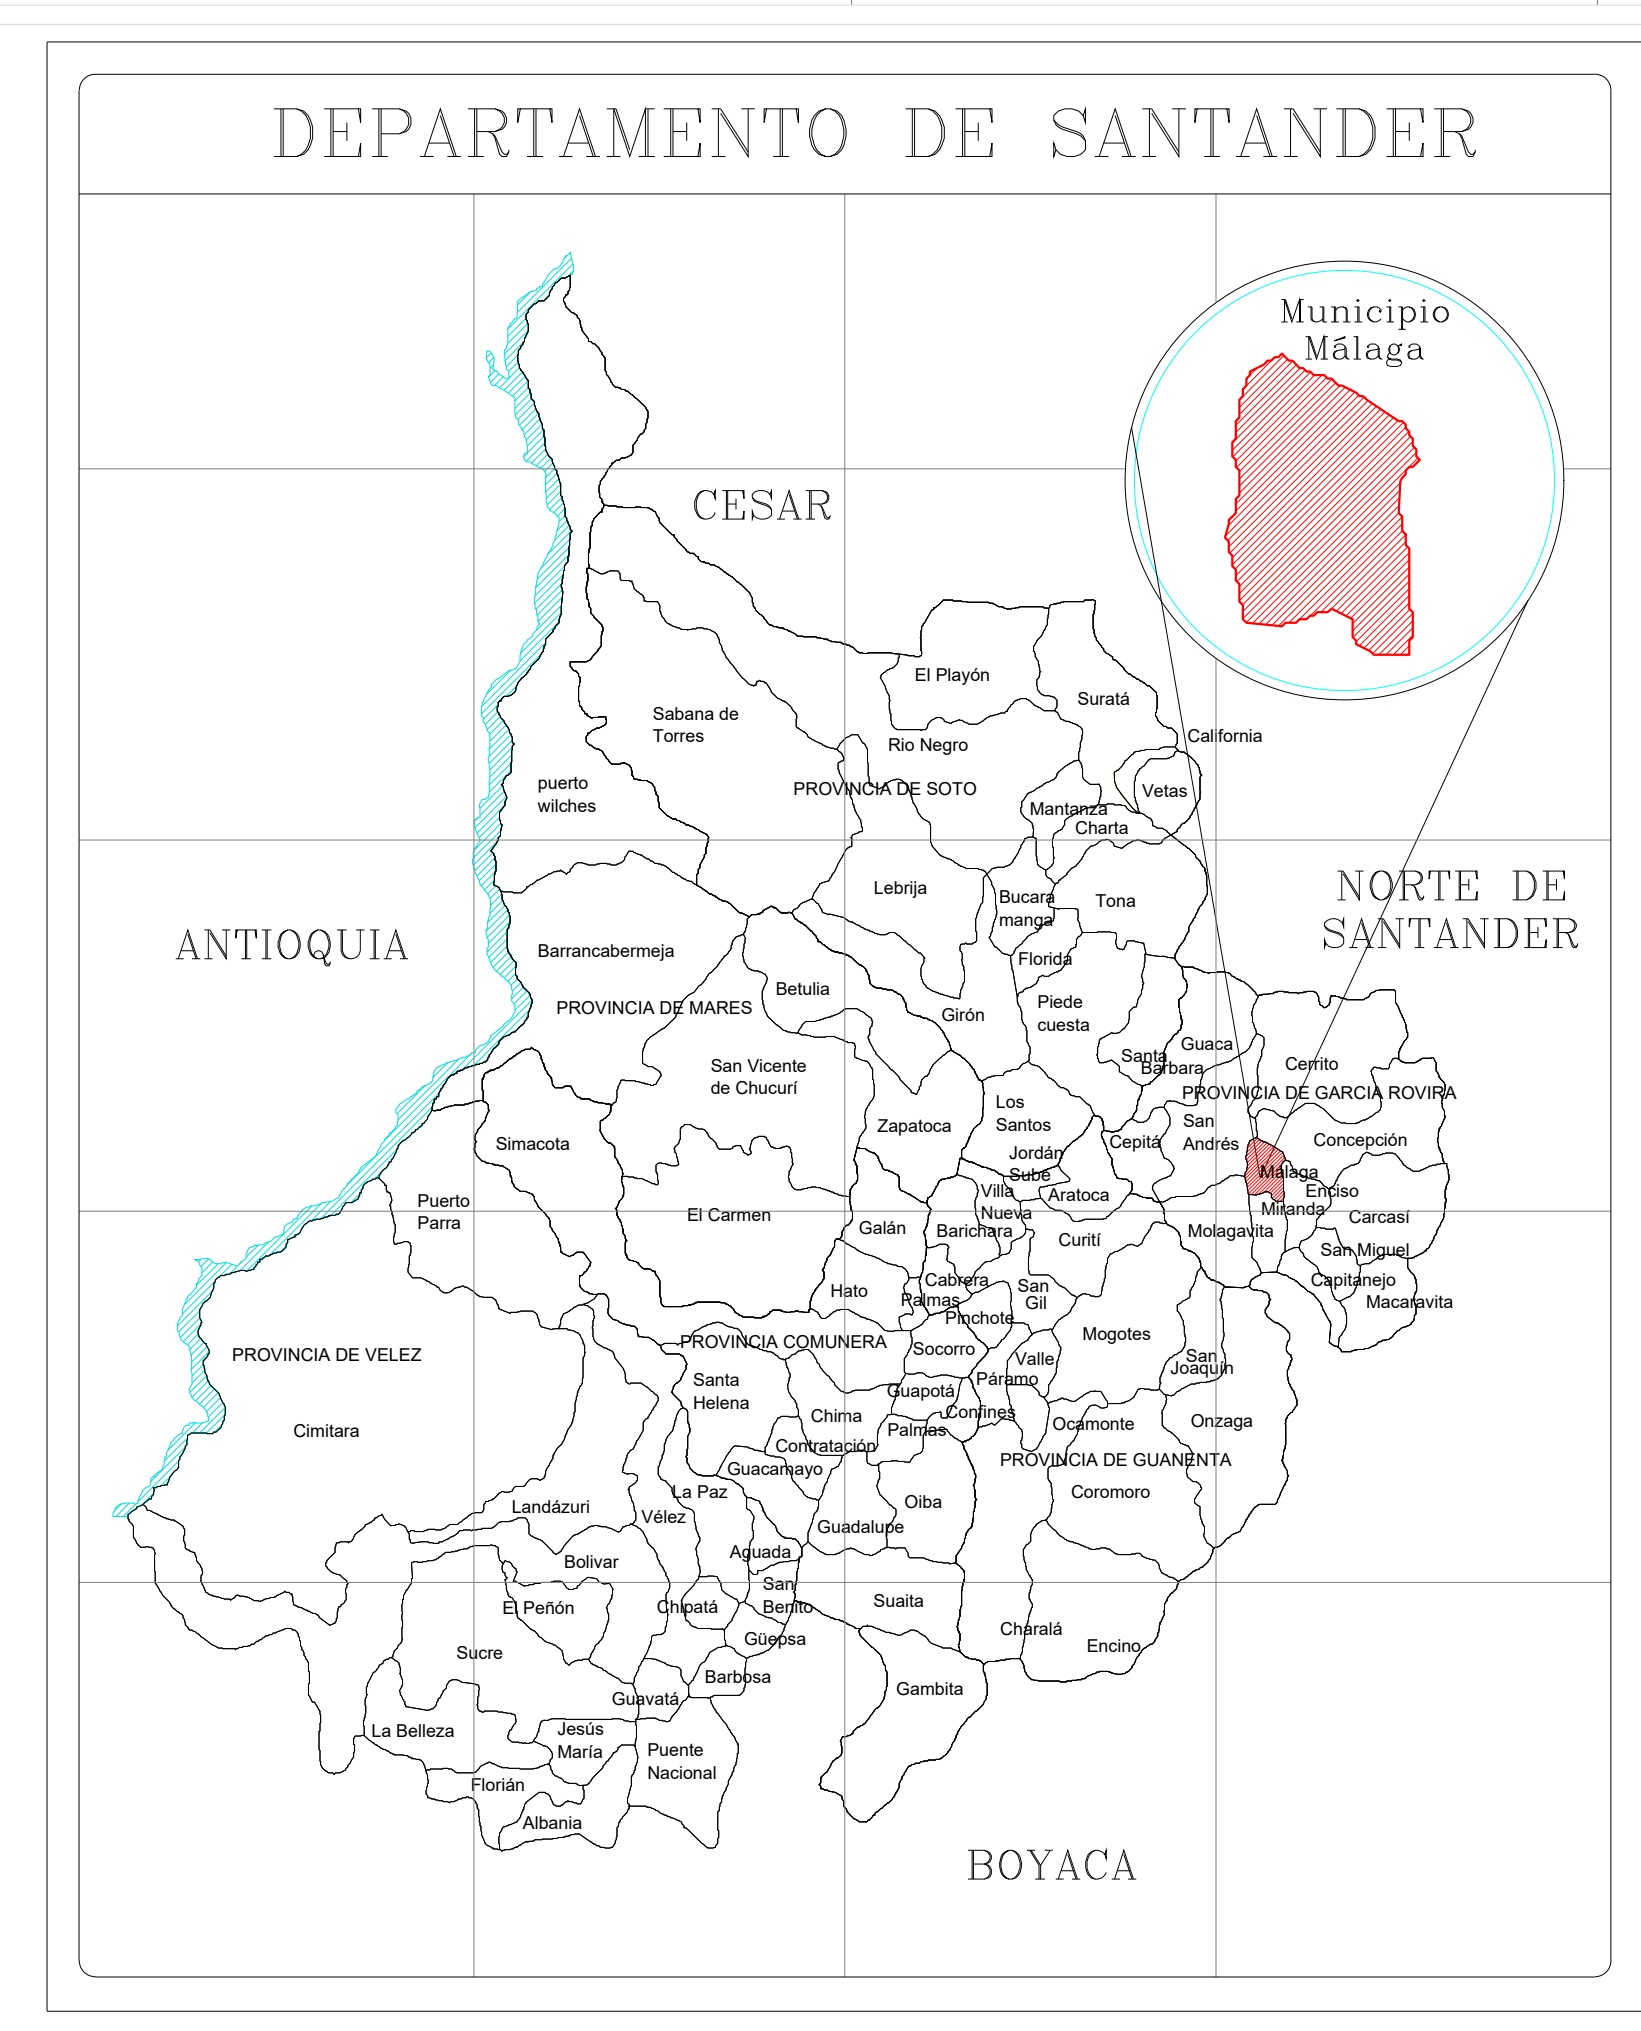 DEPARTAMENTO DE SANTANDER
Municipio
Málaga
CESAR
El Playón
Suratá
Sabana de
Torres
California
Rio Negro
puerto
wilches
PROVINCIA DE SOTO
Vetas
Mantanza
Charta
Lebrija
Bucara
manga
Tona
NORTE DE
SANTANDER
ANTIOQUIA
Barrancabermeja
Florida
Betulia
PROVINCIA DE MARES
Piede
cuesta
Girón
Guaca
Santa
Barbara
Cerrito
San Vicente
de Chucurí
PROVINCIA DE GARCIA ROVIRA
Los
Santos
San
Andrés
Zapatoca
Simacota
Cepitá
Concepción
Jordán
Sube
Málaga
Puerto
Parra
Villa
Nueva
Aratoca
Enciso
Miranda
Carcasí
El Carmen
Galán
Barichara
Curití
Molagavita
San Miguel
Cabrera
Capitanejo
Hato
Palmas
San
Gil
Macaravita
Pinchote
PROVINCIA COMUNERA
Mogotes
Socorro
PROVINCIA DE VELEZ
Valle
San
Joaquín
Santa
Helena
Páramo
Guapotá
Confines
Chima
Palmas
Ocamonte
Onzaga
Cimitara
Contratación
PROVINCIA DE GUANENTA
Guacamayo
La Paz
Oiba
Coromoro
Landázuri
Vélez
Guadalupe
Aguada
Bolivar
San
Benito
El Peñón
Chipatá
Suaita
Charalá
Güepsa
Encino
Sucre
Barbosa
Gambita
Guavatá
La Belleza
Jesús
María
Puente
Nacional
Florián
Albania
BOYACA